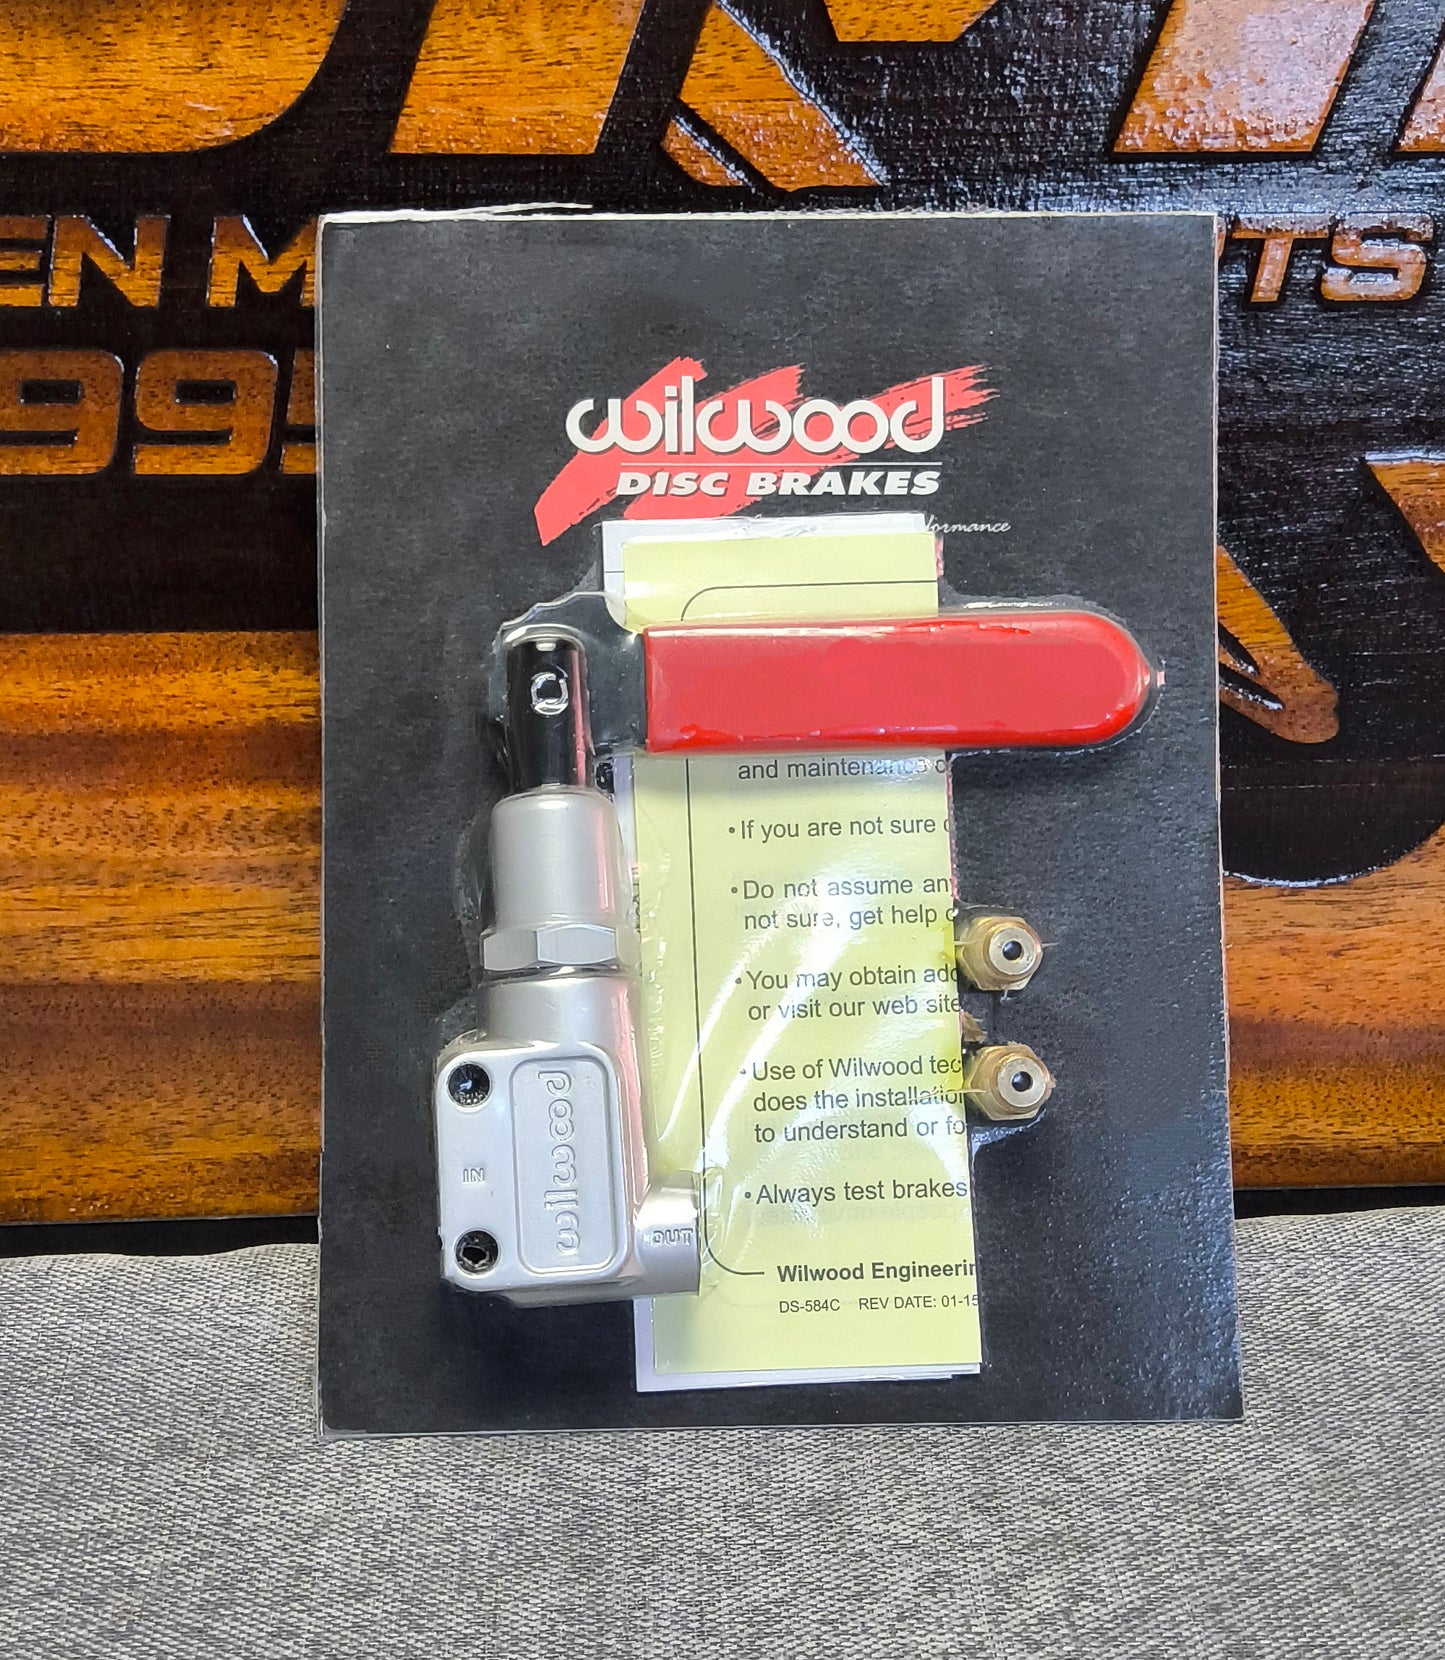 EN M
TS
995
wilwood
DISC BRAKES
formance
and maintenance
• If you are not sure
• Do not assume any
not sure, get help
• You may obtain add
or visit our web site
• Use of Wilwood tec
does the installation
to understand or fo
• Always test brakes
Wilwood Engineerin
DS-584C REV DATE: 01-15
wilwood
IN
OUT